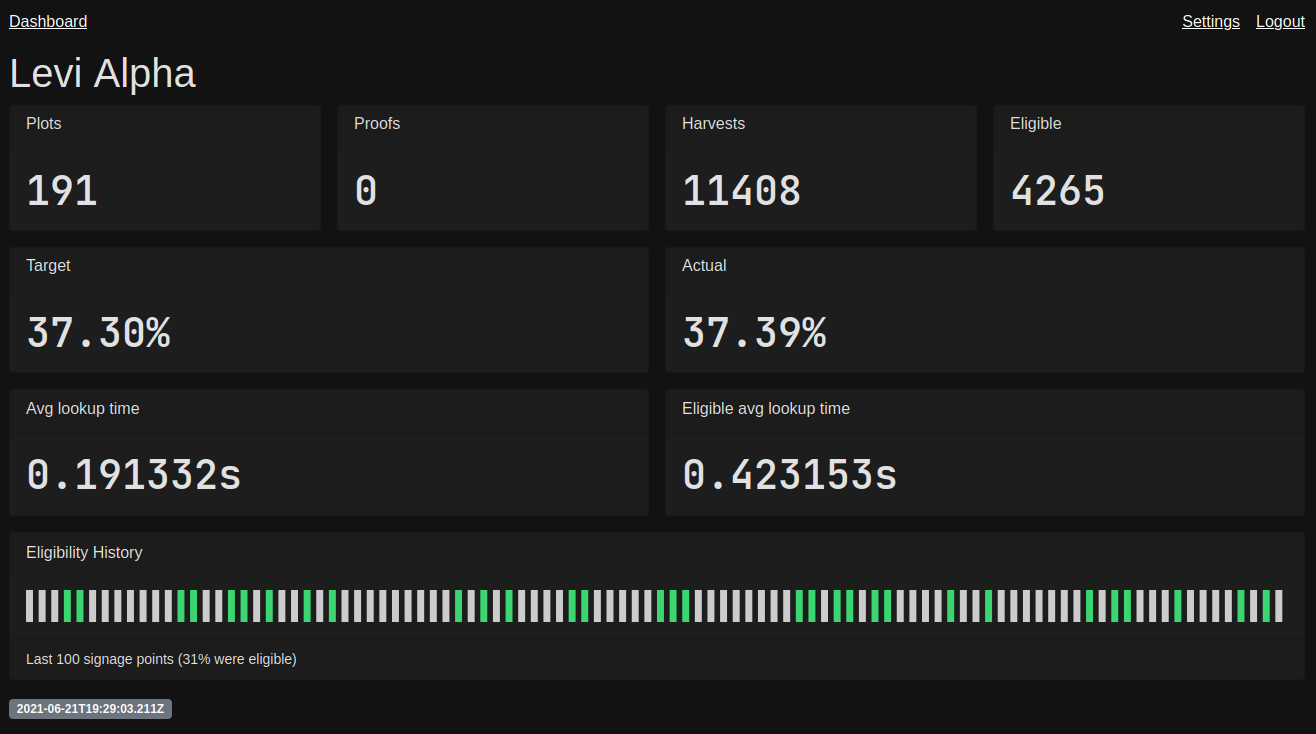 Dashboard Settings Logout
Levi Alpha
Plots Proofs Harvests Eligible
191 0 11408 4265
Target Actual
37.30% 37.39%
Avg lookup time Eligible avg lookup time
0.191332s 0.423153s
Eligibility History
Last 100 signage points (31% were eligible)
2021-06-21T19:29:03.211Z